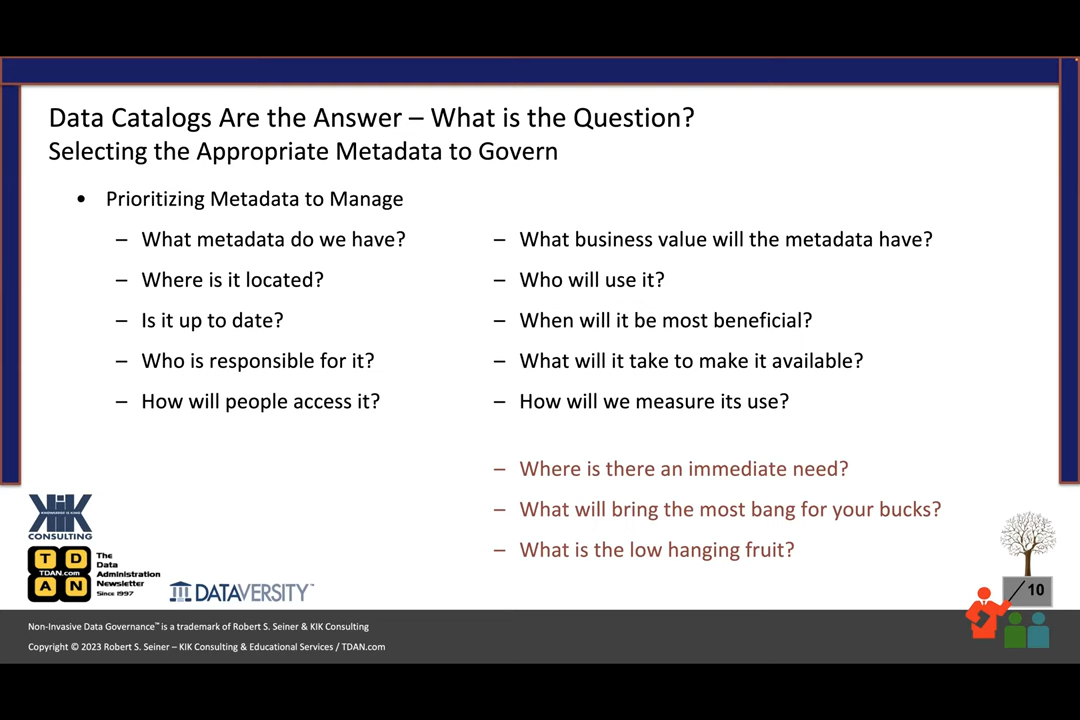 Data Catalogs Are the Answer – What is the Question?
Selecting the Appropriate Metadata to Govern
• Prioritizing Metadata to Manage
– What metadata do we have?
– Where is it located?
– Is it up to date?
– Who is responsible for it?
– How will people access it?
– What business value will the metadata have?
– Who will use it?
– When will it be most beneficial?
– What will it take to make it available?
– How will we measure its use?
– Where is there an immediate need?
– What will bring the most bang for your bucks?
– What is the low hanging fruit?
KIK
KNOWLEDGE IS KING
CONSULTING
T D
TDAN.com
A N
The
Data
Administration
Newsletter
Since 1997
DATAVERSITY™
/ 10
Non-Invasive Data Governance™ is a trademark of Robert S. Seiner & KIK Consulting
Copyright © 2023 Robert S. Seiner – KIK Consulting & Educational Services / TDAN.com